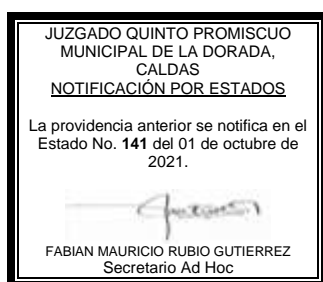 JUZGADO QUINTO PROMISCUO
MUNICIPAL DE LA DORADA,
CALDAS
NOTIFICACIÓN POR ESTADOS
La providencia anterior se notifica en el
Estado No. 141 del 01 de octubre de
2021.
FABIAN MAURICIO RUBIO GUTIERREZ
Secretario Ad Hoc